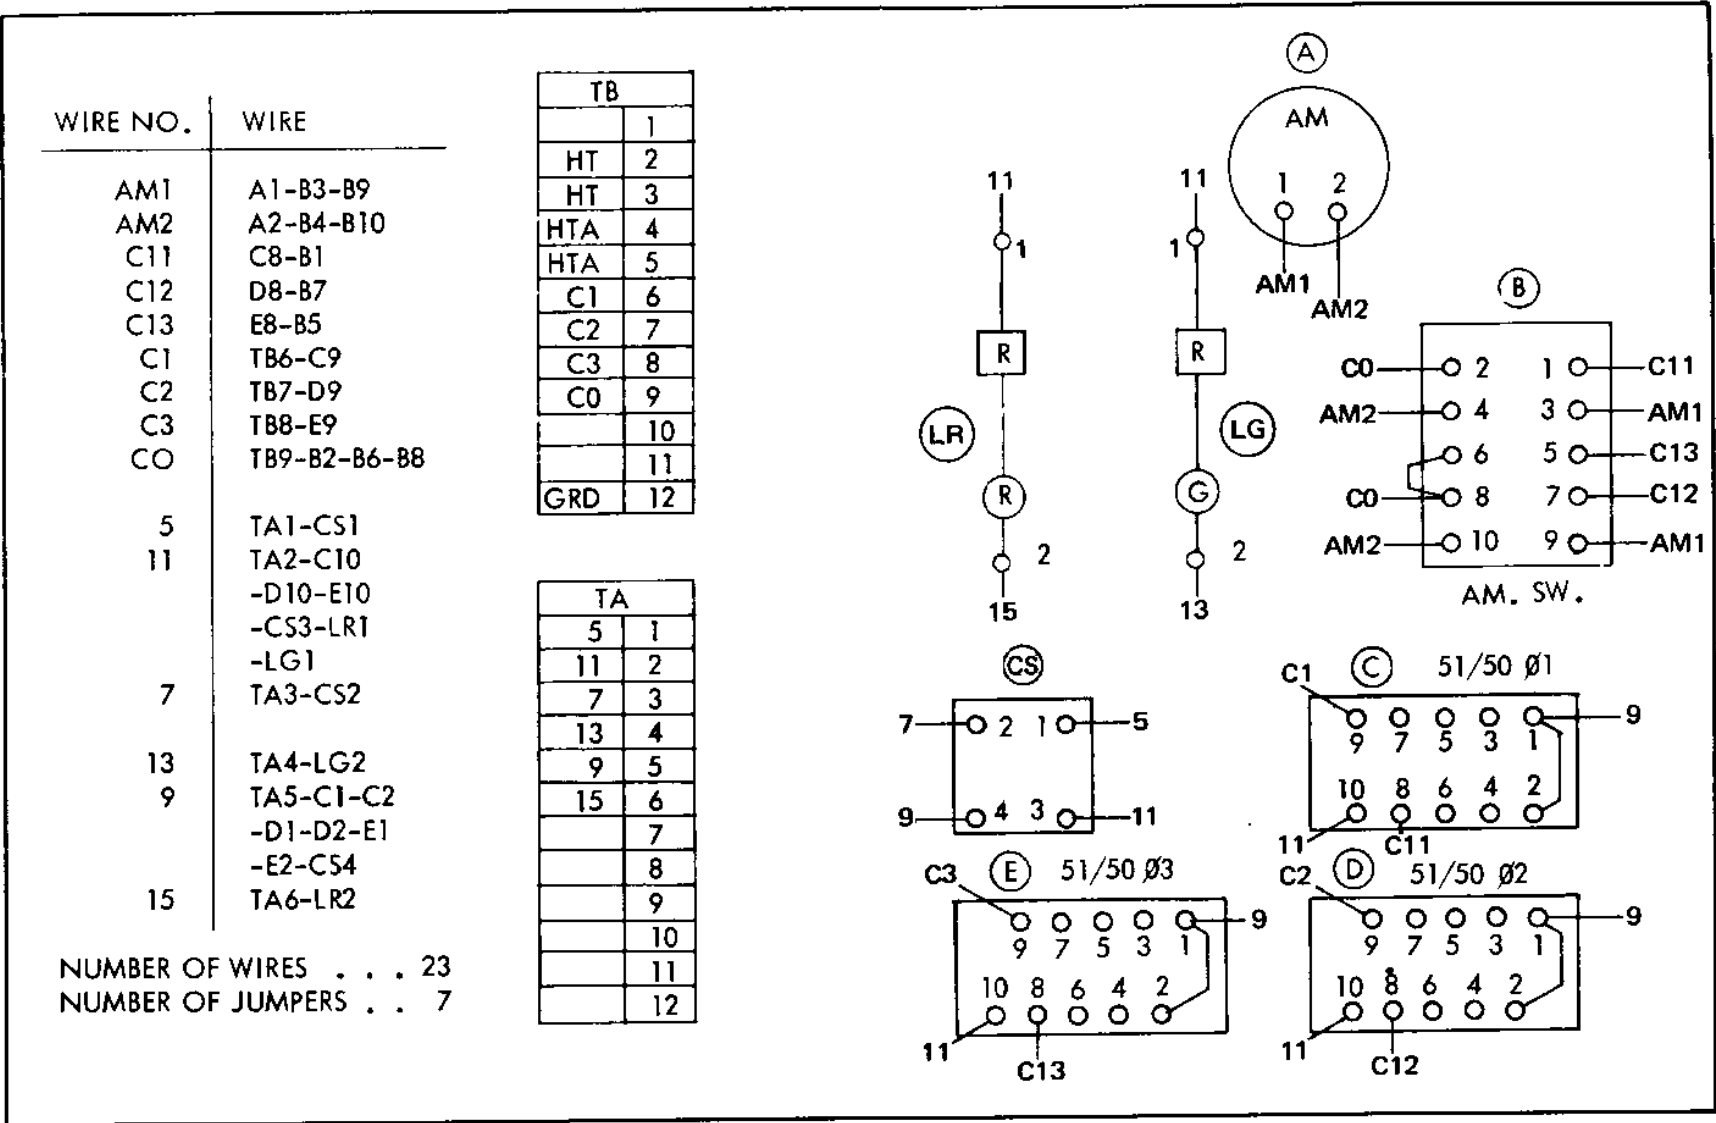 WIRE NO. WIRE
AM1 A1-B3-B9
AM2 A2-B4-B10
C11 C8-B1
C12 D8-B7
C13 E8-B5
C1 TB6-C9
C2 TB7-D9
C3 TB8-E9
CO TB9-B2-B6-B8
5 TA1-CS1
11 TA2-C10
-D10-E10
-CS3-LR1
-LG1
7 TA3-CS2
13 TA4-LG2
9 TA5-C1-C2
-D1-D2-E1
-E2-CS4
15 TA6-LR2
NUMBER OF WIRES . . . 23
NUMBER OF JUMPERS . . 7
TB
1
HT 2
HT 3
HTA 4
HTA 5
C1 6
C2 7
C3 8
C0 9
10
11
GRD 12
TA
5 1
11 2
7 3
13 4
9 5
15 6
7
8
9
10
11
12
11
1
R
LR
R
2
15
11
1
R
LG
G
2
13
A
AM
1 2
AM1
AM2
B
C0 2 1 C11
AM2 4 3 AM1
6 5 C13
C0 8 7 C12
AM2 10 9 AM1
AM. SW.
CS
7 2 1 5
9 4 3 11
C1 C 51/50 Ø1
9
9 7 5 3 1
10 8 6 4 2
11 C11
C3 E 51/50 Ø3
9
9 7 5 3 1
10 8 6 4 2
11
C13
C2 D 51/50 Ø2
9
9 7 5 3 1
10 8 6 4 2
11
C12